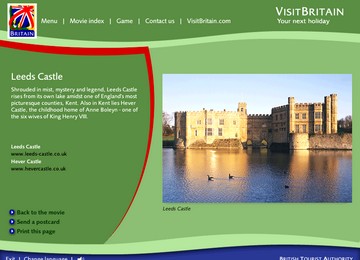 BRITAIN
Menu | Movie index | Game | Contact us | VisitBritain.com
VISITBRITAIN
Your next holiday
Leeds Castle
Shrouded in mist, mystery and legend, Leeds Castle
rises from its own lake amidst one of England's most
picturesque counties, Kent. Also in Kent lies Hever
Castle, the childhood home of Anne Boleyn - one of
the six wives of King Henry VIII.
Leeds Castle
www.leeds-castle.co.uk
Hever Castle
www.hevercastle.co.uk
Leeds Castle
Back to the movie
Send a postcard
Print this page
Exit | Change language |
BRITISH TOURIST AUTHORITY